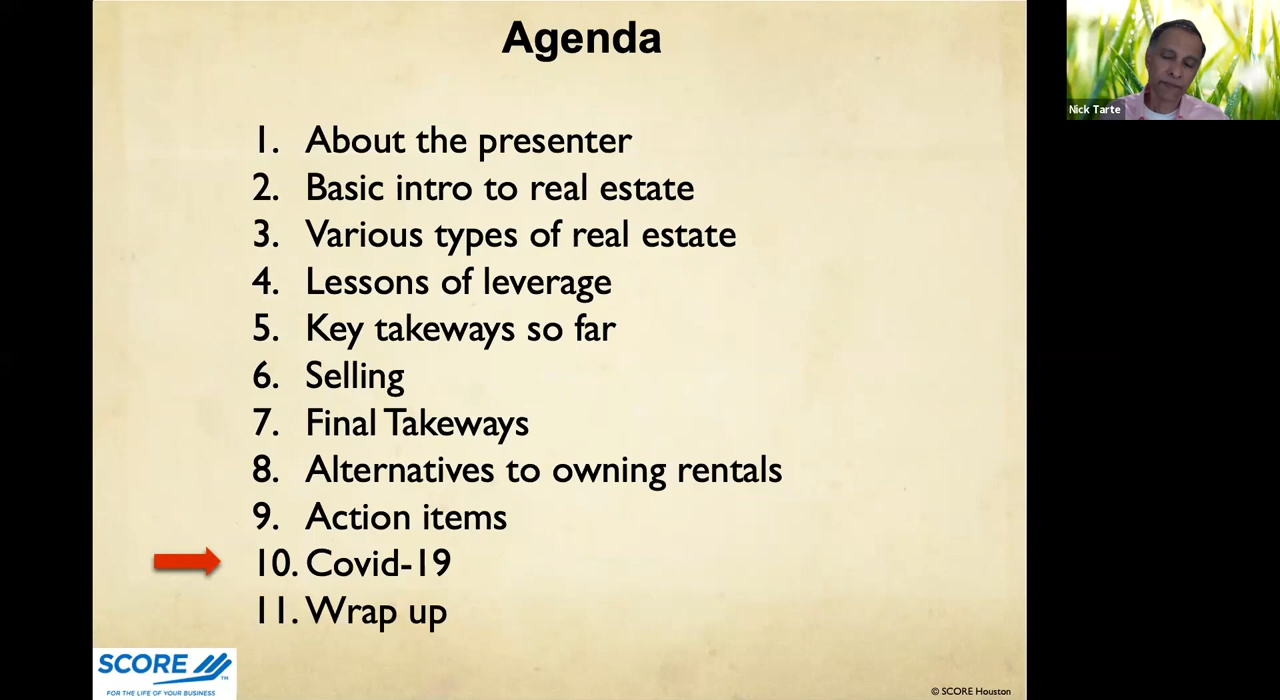 Agenda
1. About the presenter
2. Basic intro to real estate
3. Various types of real estate
4. Lessons of leverage
5. Key takeways so far
6. Selling
7. Final Takeways
8. Alternatives to owning rentals
9. Action items
10. Covid-19
11. Wrap up
SCORE TM
FOR THE LIFE OF YOUR BUSINESS
© SCORE Houston
Nick Tarte